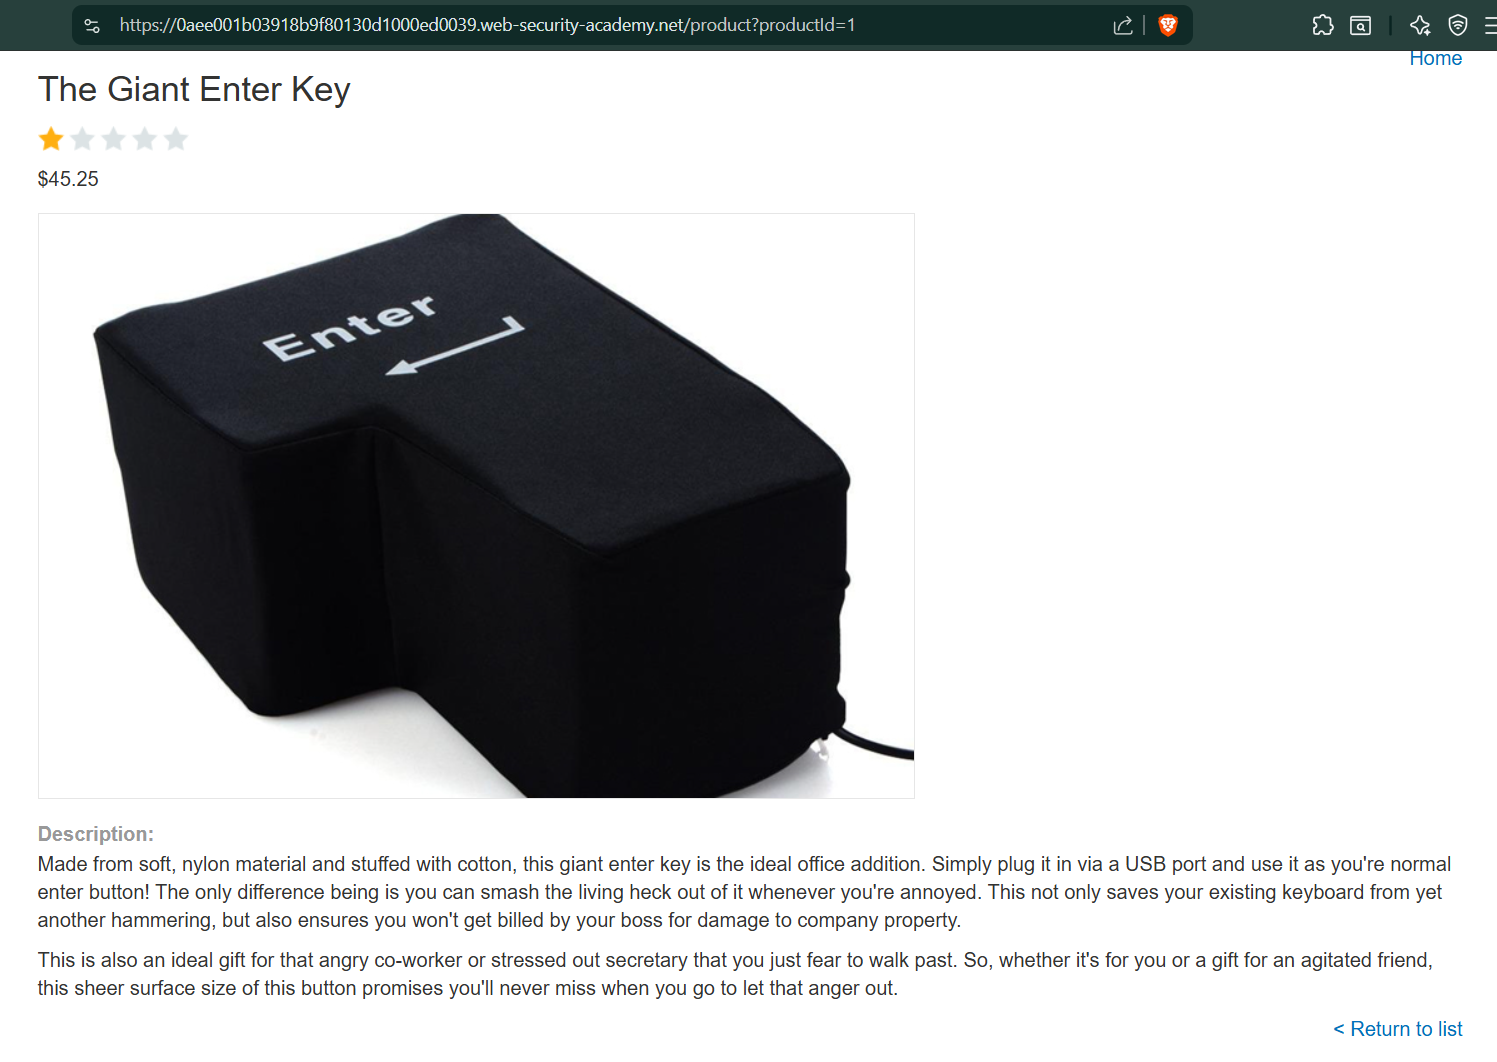 https://0aee001b03918b9f80130d1000ed0039.web-security-academy.net/product?productId=1
Home
The Giant Enter Key
$45.25
Enter
Description:
Made from soft, nylon material and stuffed with cotton, this giant enter key is the ideal office addition. Simply plug it in via a USB port and use it as you're normal
enter button! The only difference being is you can smash the living heck out of it whenever you're annoyed. This not only saves your existing keyboard from yet
another hammering, but also ensures you won't get billed by your boss for damage to company property.
This is also an ideal gift for that angry co-worker or stressed out secretary that you just fear to walk past. So, whether it's for you or a gift for an agitated friend,
this sheer surface size of this button promises you'll never miss when you go to let that anger out.
< Return to list